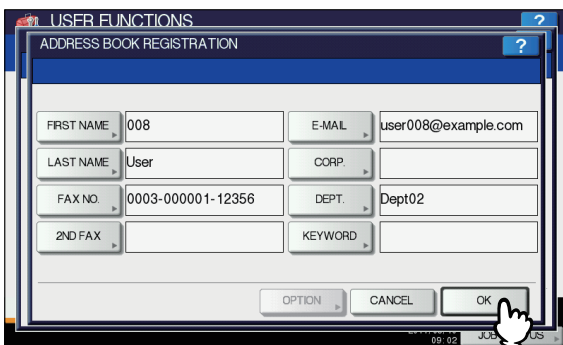 USER FUNCTIONS
?
ADDRESS BOOK REGISTRATION
?
FIRST NAME 008
E-MAIL user008@example.com
LAST NAME User
CORP.
FAX NO. 0003-000001-12356
DEPT. Dept02
2ND FAX
KEYWORD
OPTION CANCEL OK
09:02